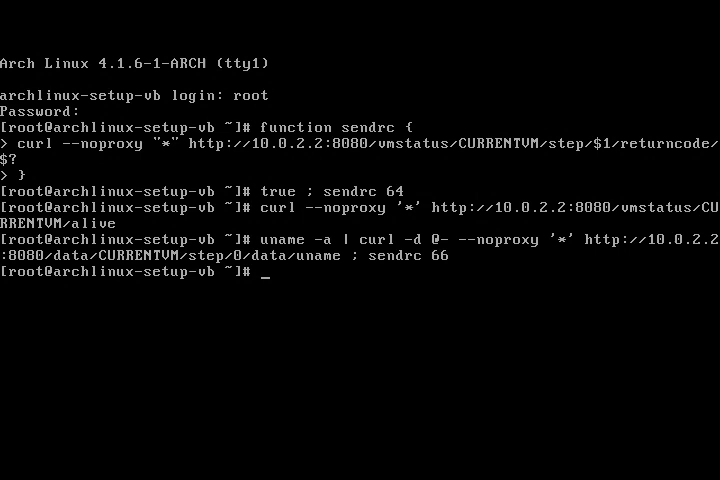 Arch Linux 4.1.6-1-ARCH (tty1)
archlinux-setup-vb login: root
Password:
[root@archlinux-setup-vb ~]# function sendrc {
> curl --noproxy "*" http://10.0.2.2:8080/vmstatus/CURRENTVM/step/$1/returncode/
$?
> }
[root@archlinux-setup-vb ~]# true ; sendrc 64
[root@archlinux-setup-vb ~]# curl --noproxy '*' http://10.0.2.2:8080/vmstatus/CU
RRENTVM/alive
[root@archlinux-setup-vb ~]# uname -a | curl -d @- --noproxy '*' http://10.0.2.2
:8080/data/CURRENTVM/step/0/data/uname ; sendrc 66
[root@archlinux-setup-vb ~]# _